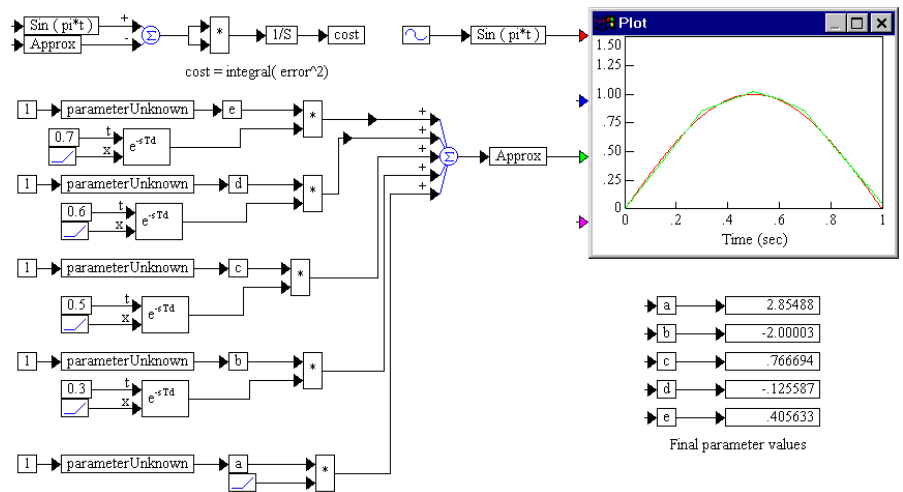 Sin ( pi*t ) +
Approx -
Σ
*
1/S
cost
Sin ( pi*t )
cost = integral( error^2)
Plot
1.50
1.25
1.00
.75
.50
.25
0
0 .2 .4 .6 .8 1
Time (sec)
1 parameterUnknown e *
0.7 t
x
e-sTd
1 parameterUnknown d *
0.6 t
x
e-sTd
1 parameterUnknown c *
0.5 t
x
e-sTd
1 parameterUnknown b *
0.3 t
x
e-sTd
1 parameterUnknown a *
+
+
+
+
+
Σ
Approx
a 2.85488
b -2.00003
c .766694
d -.125587
e .405633
Final parameter values